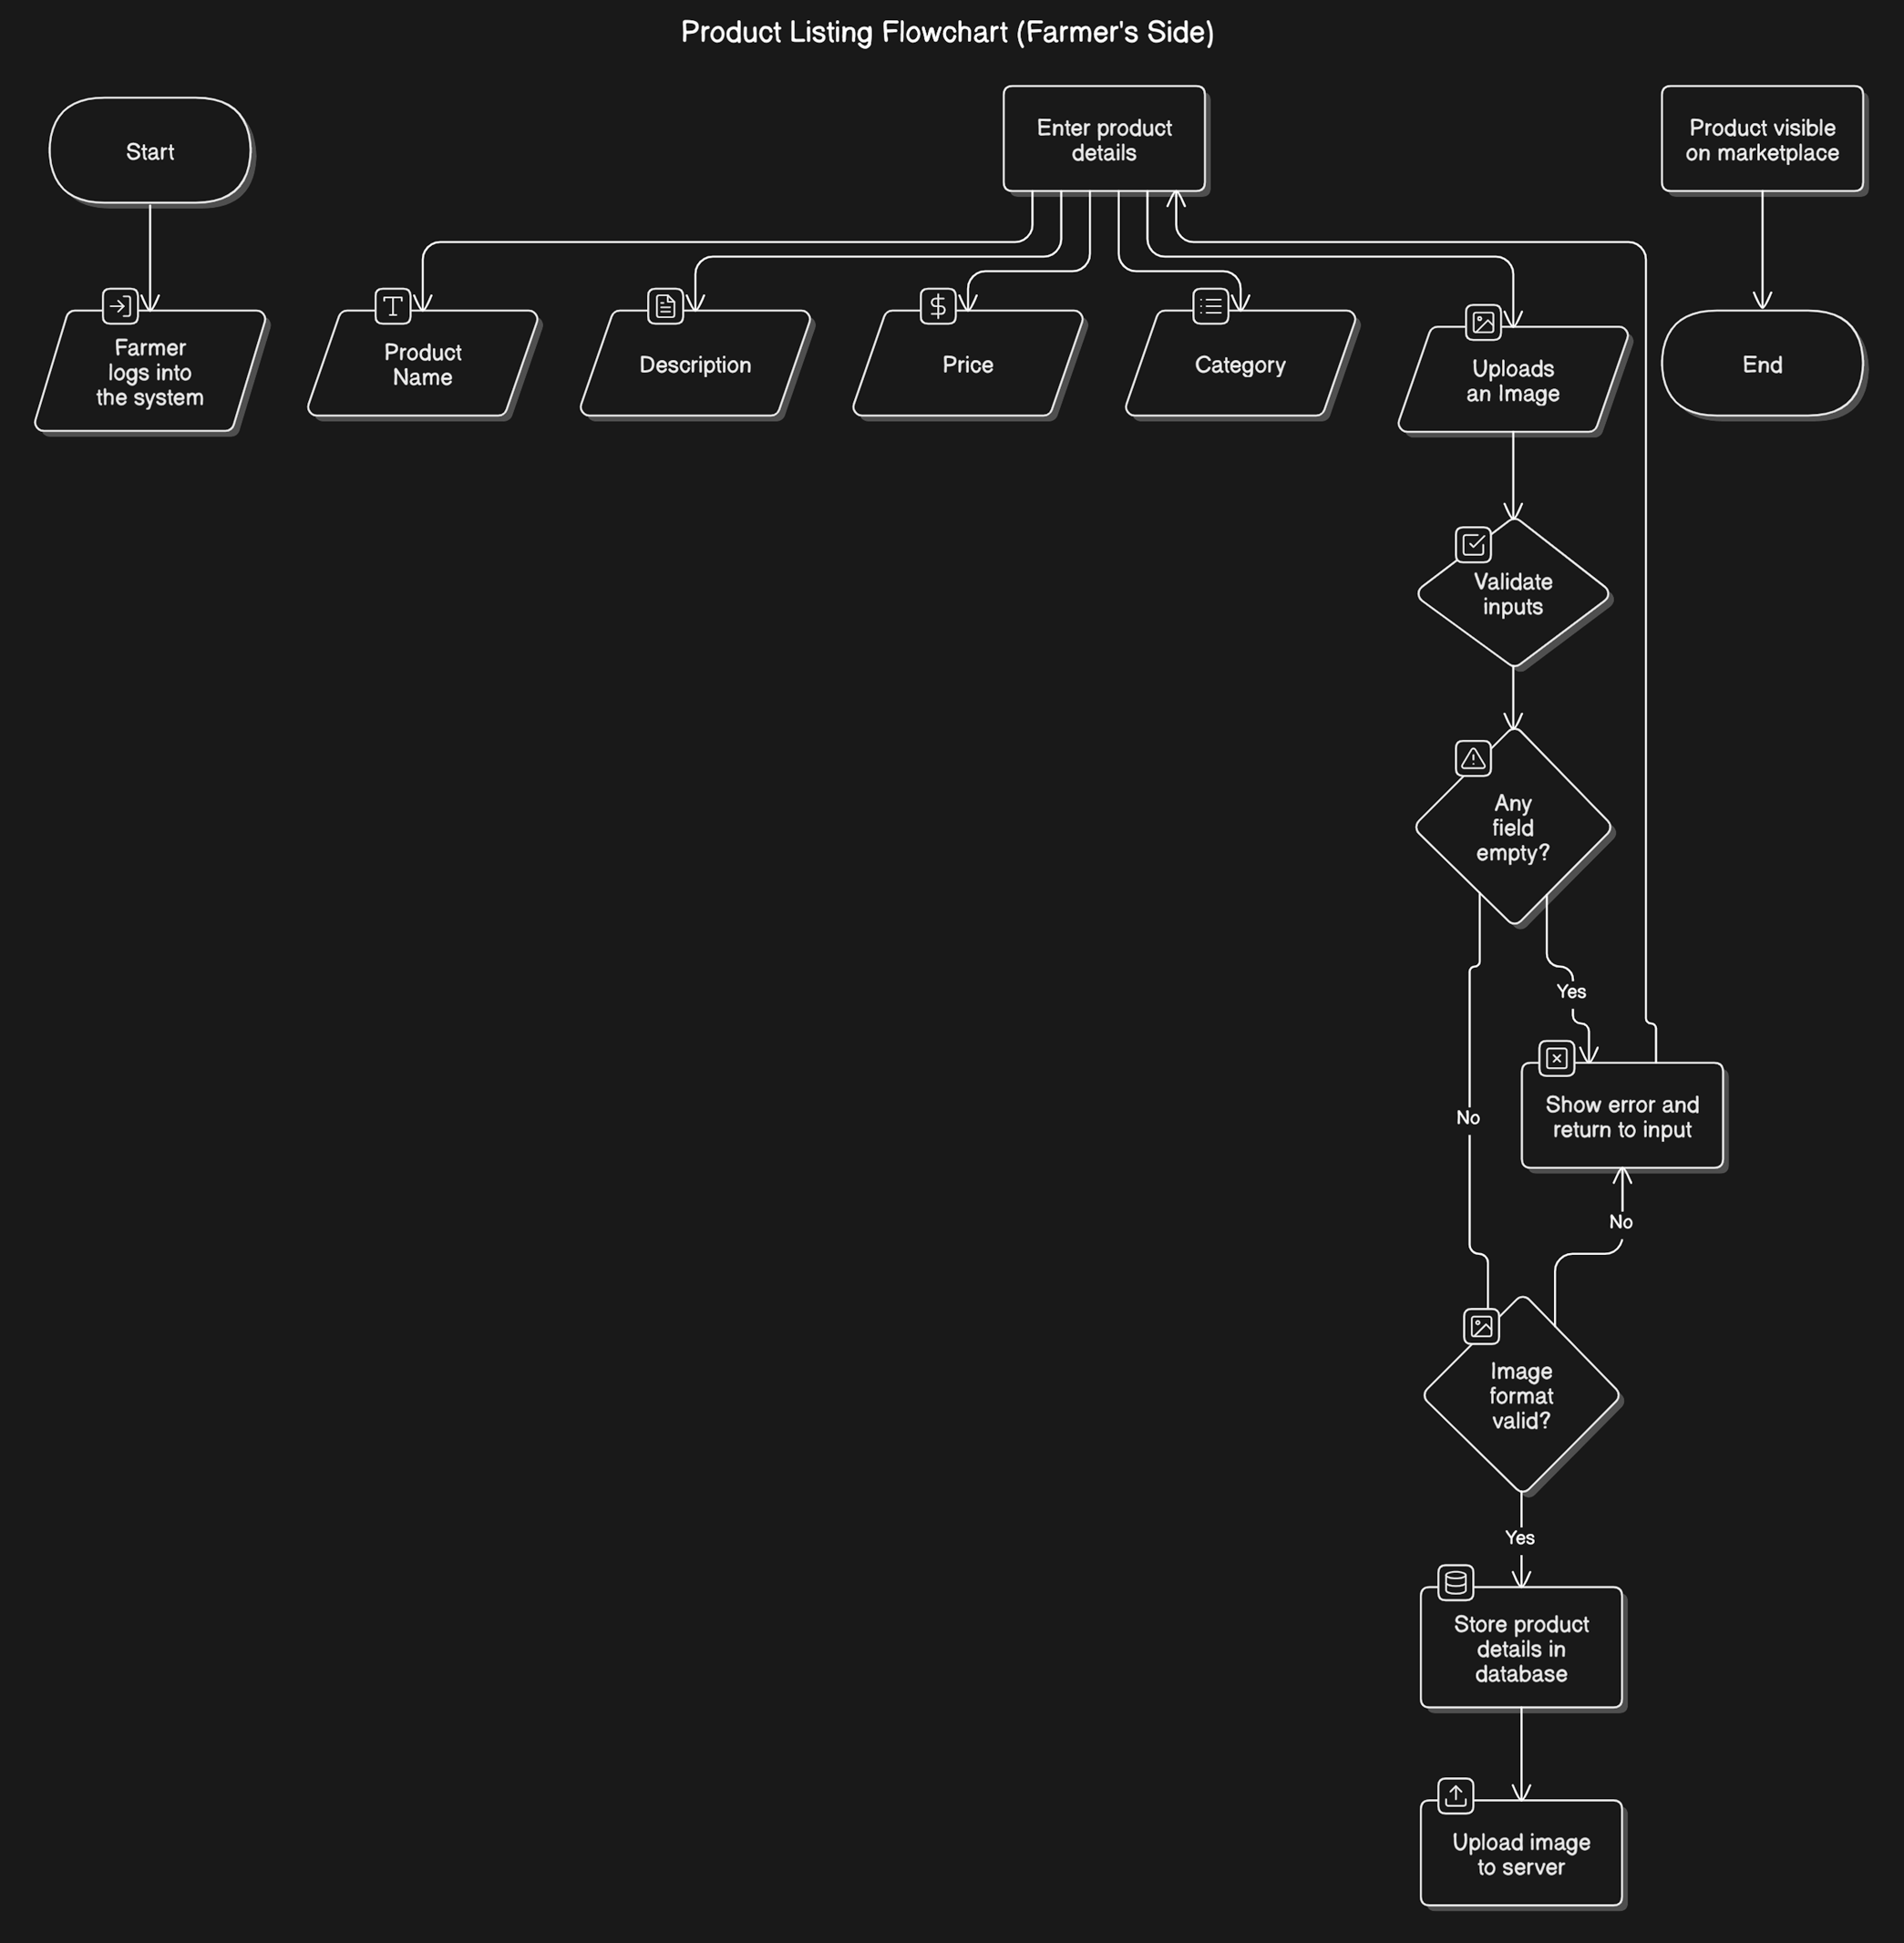 Product Listing Flowchart (Farmer's Side)
Start
Enter product
details
Product visible
on marketplace
Farmer
logs into
the system
Product
Name
Description
Price
Category
Uploads
an Image
End
Validate
inputs
Any
field
empty?
Yes
No
Show error and
return to input
No
Image
format
valid?
Yes
Store product
details in
database
Upload image
to server